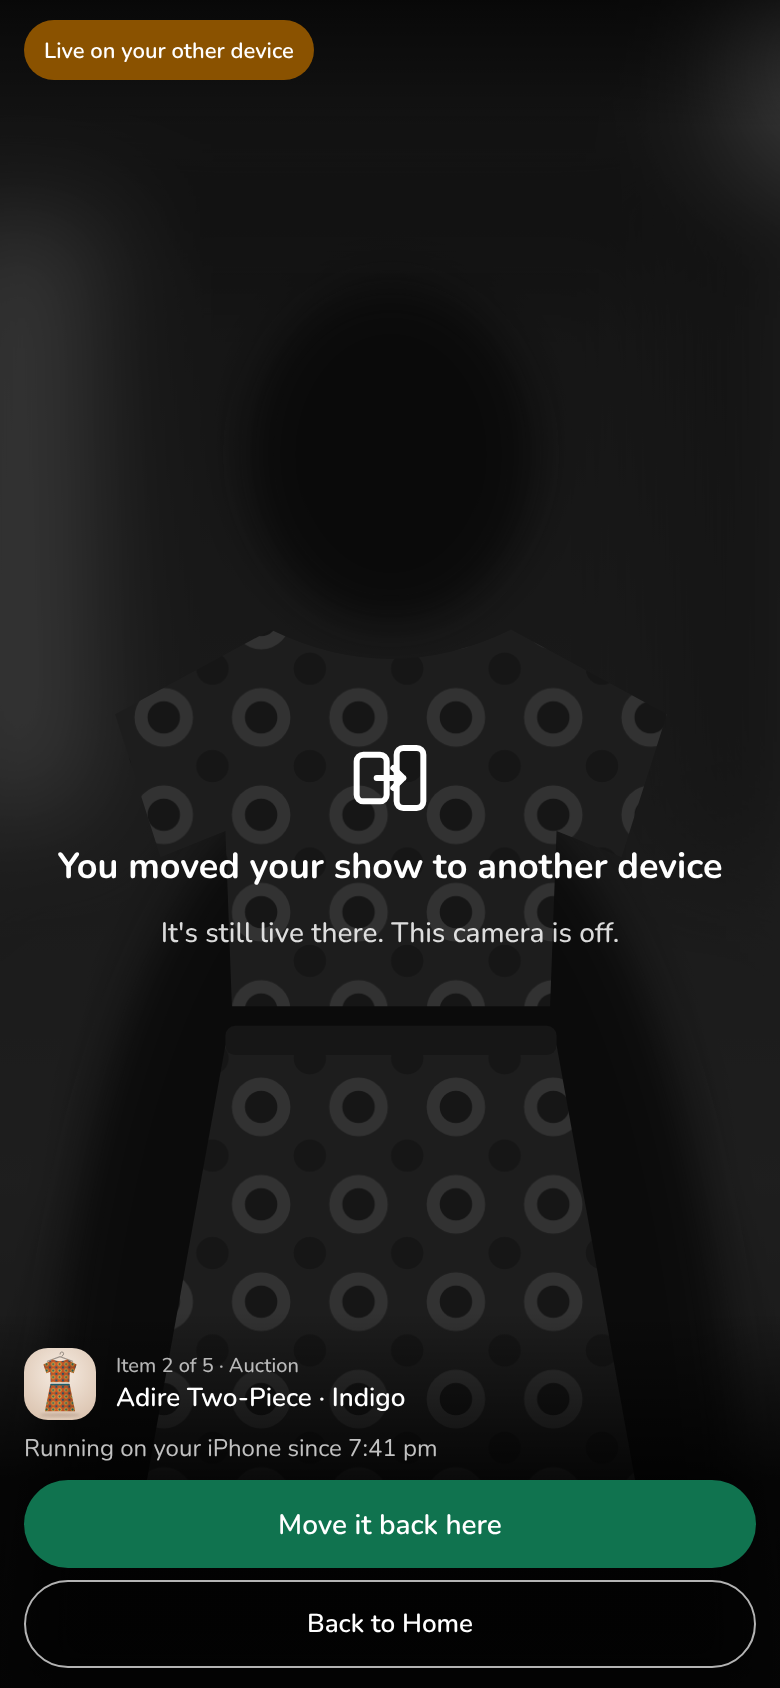 Live on your other device
You moved your show to another device
It's still live there. This camera is off.
Item 2 of 5 · Auction
Adire Two-Piece · Indigo
Running on your iPhone since 7:41 pm
Move it back here
Back to Home